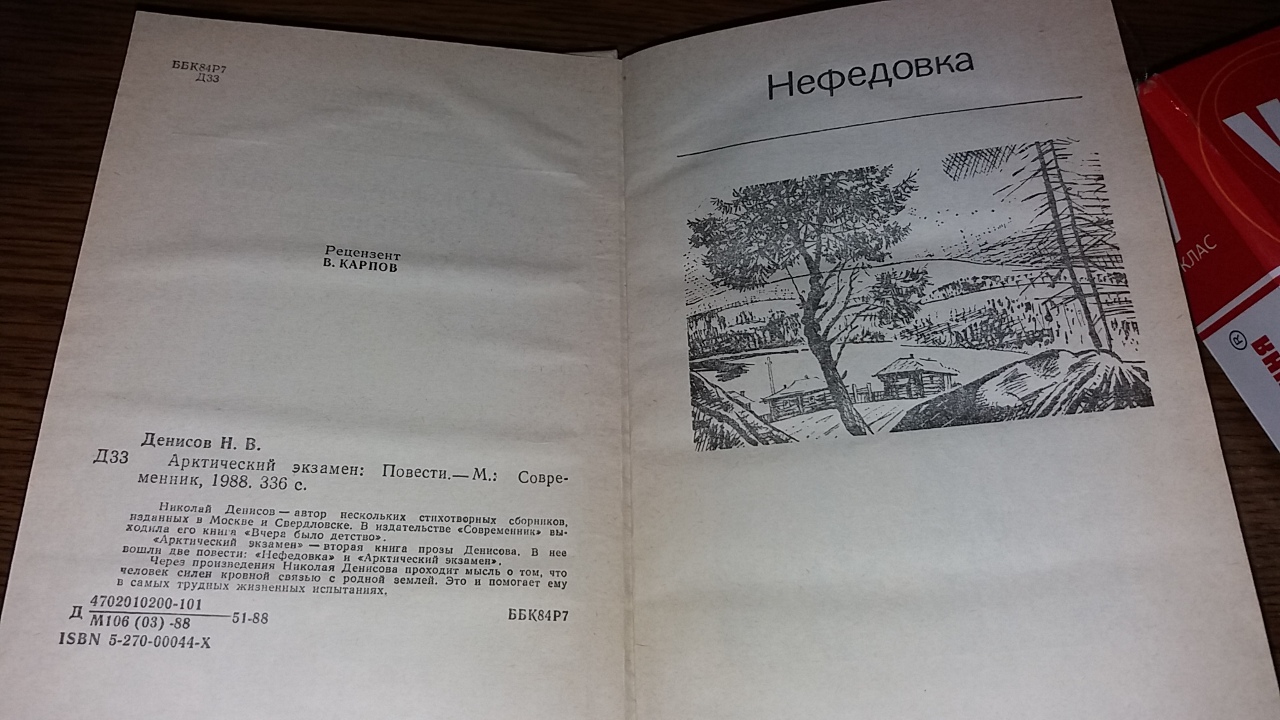 ББК84Р7
Д33
Рецензент
В. КАРПОВ
Денисов Н. В.
Д33 Арктический экзамен: Повести.— М.: Совре-
менник, 1988. 336 с.
Николай Денисов — автор нескольких стихотворных сборников,
изданных в Москве и Свердловске. В издательстве «Современник» вы-
ходила его книга «Вчера было детство».
«Арктический экзамен» — вторая книга прозы Денисова. В нее
вошли две повести: «Нефедовка» и «Арктический экзамен».
Через произведения Николая Денисова проходит мысль о том, что
человек силен кровной связью с родной землей. Это и помогает ему
в самых трудных жизненных испытаниях.
Д 4702010200-101
М106 (03) -88 —51-88
ББК84Р7
ISBN 5-270-00044-X
Нефедовка
КЛАС
®